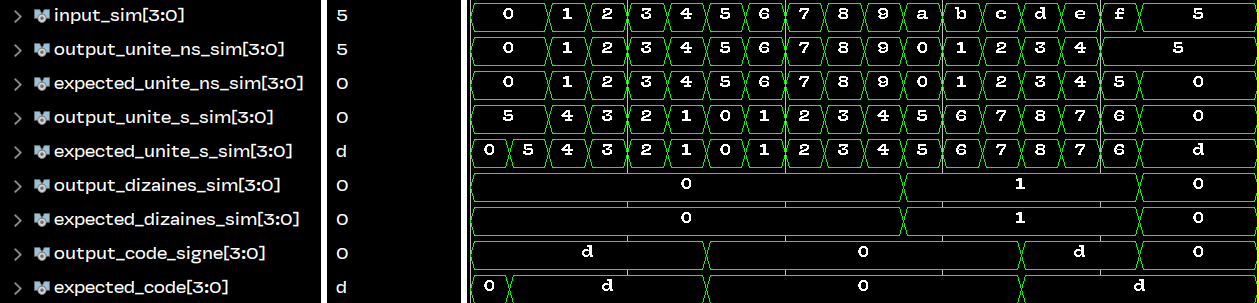 input_sim[3:0] 5 0 1 2 3 4 5 6 7 8 9 a b c d e f 5
output_unite_ns_sim[3:0] 5 0 1 2 3 4 5 6 7 8 9 0 1 2 3 4 5
expected_unite_ns_sim[3:0] 0 0 1 2 3 4 5 6 7 8 9 0 1 2 3 4 5 0
output_unite_s_sim[3:0] 0 5 4 3 2 1 0 1 2 3 4 5 6 7 8 7 6 0
expected_unite_s_sim[3:0] d 0 5 4 3 2 1 0 1 2 3 4 5 6 7 8 7 6 d
output_dizaines_sim[3:0] 0 0 1 0
expected_dizaines_sim[3:0] 0 0 1 0
output_code_signe[3:0] 0 d 0 d 0
expected_code[3:0] d 0 d 0 d